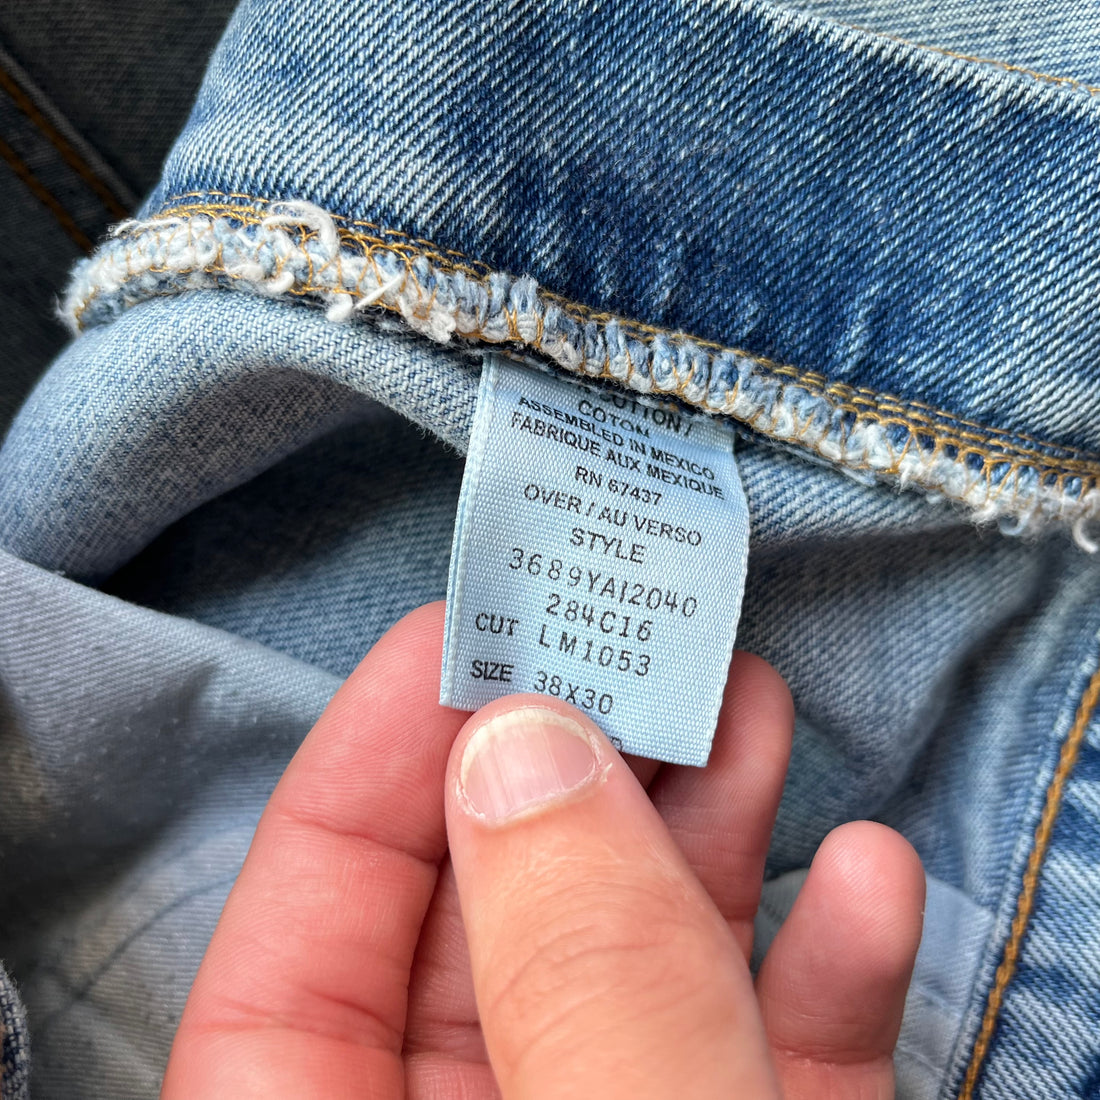 COTTON /
COTON
ASSEMBLED IN MEXICO
FABRIQUE AUX MEXIQUE
RN 67437
OVER / AU VERSO
STYLE
3689YAI2040
284C16
CUT LM1053
SIZE 38X30